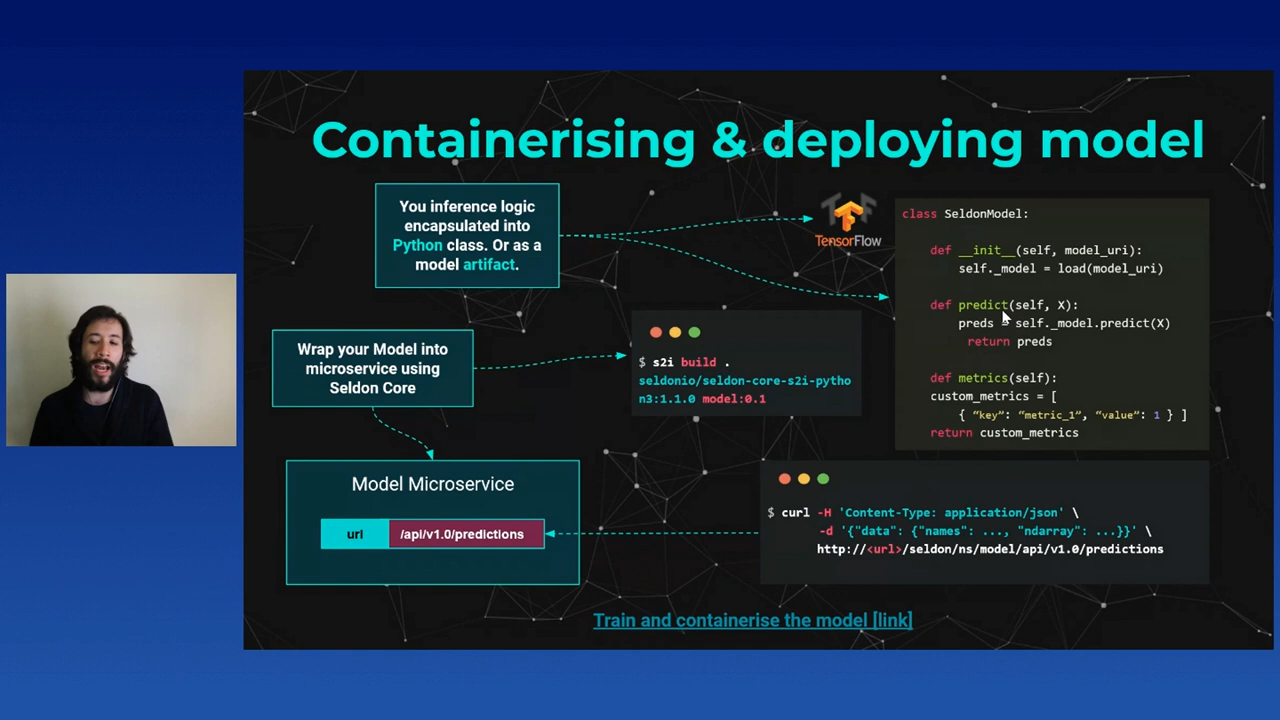 Containerising & deploying model
You inference logic
encapsulated into
Python class. Or as a
model artifact.
TensorFlow
class SeldonModel:
def __init__(self, model_uri):
self._model = load(model_uri)
def predict(self, X):
preds = self._model.predict(X)
return preds
def metrics(self):
custom_metrics = [
{ “key”: “metric_1”, “value”: 1 } ]
return custom_metrics
Wrap your Model into
microservice using
Seldon Core
$ s2i build .
seldonio/seldon-core-s2i-pytho
n3:1.1.0 model:0.1
Model Microservice
url /api/v1.0/predictions
$ curl -H 'Content-Type: application/json' \
-d '{"data": {"names": ..., "ndarray": ...}}' \
http://<url>/seldon/ns/model/api/v1.0/predictions
Train and containerise the model [link]